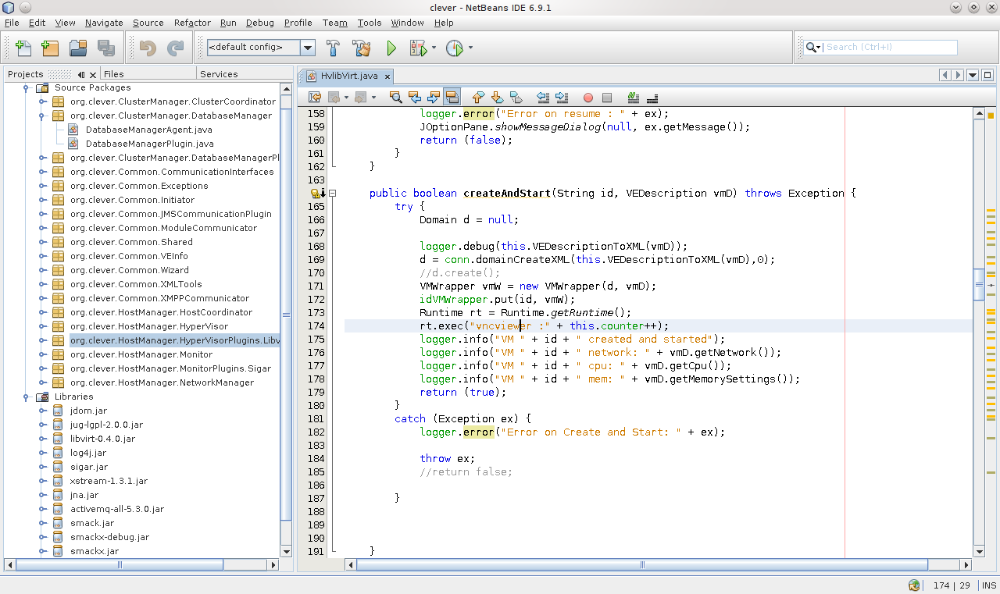 clever - NetBeans IDE 6.9.1
File Edit View Navigate Source Refactor Run Debug Profile Team Tools Window Help
<default config>
Search (Ctrl+I)
Projects
Files
Services
Source Packages
org.clever.ClusterManager.ClusterCoordinator
org.clever.ClusterManager.DatabaseManager
DatabaseManagerAgent.java
DatabaseManagerPlugin.java
org.clever.ClusterManager.DatabaseManagerPl
org.clever.Common.CommunicationInterfaces
org.clever.Common.Exceptions
org.clever.Common.Initiator
org.clever.Common.JMSCommunicationPlugin
org.clever.Common.ModuleCommunicator
org.clever.Common.Shared
org.clever.Common.VEInfo
org.clever.Common.Wizard
org.clever.Common.XMLTools
org.clever.Common.XMPPCommunicator
org.clever.HostManager.HostCoordinator
org.clever.HostManager.HyperVisor
org.clever.HostManager.HyperVisorPlugins.Libv
org.clever.HostManager.Monitor
org.clever.HostManager.MonitorPlugins.Sigar
org.clever.HostManager.NetworkManager
Libraries
jdom.jar
jug-lgpl-2.0.0.jar
libvirt-0.4.0.jar
log4j.jar
sigar.jar
xstream-1.3.1.jar
jna.jar
activemq-all-5.3.0.jar
smack.jar
smackx-debug.jar
smackx.jar
HvlibVirt.java
158 logger.error("Error on resume : " + ex);
159 JOptionPane.showMessageDialog(null, ex.getMessage());
160 return (false);
161 }
162 }
163
public boolean createAndStart(String id, VEDescription vmD) throws Exception {
165 try {
166 Domain d = null;
167
168 logger.debug(this.VEDescriptionToXML(vmD));
169 d = conn.domainCreateXML(this.VEDescriptionToXML(vmD),0);
170 //d.create();
171 VMWrapper vmW = new VMWrapper(d, vmD);
172 idVMWrapper.put(id, vmW);
173 Runtime rt = Runtime.getRuntime();
174 rt.exec("vncviewer :" + this.counter++);
175 logger.info("VM " + id + " created and started");
176 logger.info("VM " + id + " network: " + vmD.getNetwork());
177 logger.info("VM " + id + " cpu: " + vmD.getCpu());
178 logger.info("VM " + id + " mem: " + vmD.getMemorySettings());
179 return (true);
180 }
181 catch (Exception ex) {
182 logger.error("Error on Create and Start: " + ex);
183
184 throw ex;
185 //return false;
186
187 }
188
189
190
191 }
174 | 29 INS